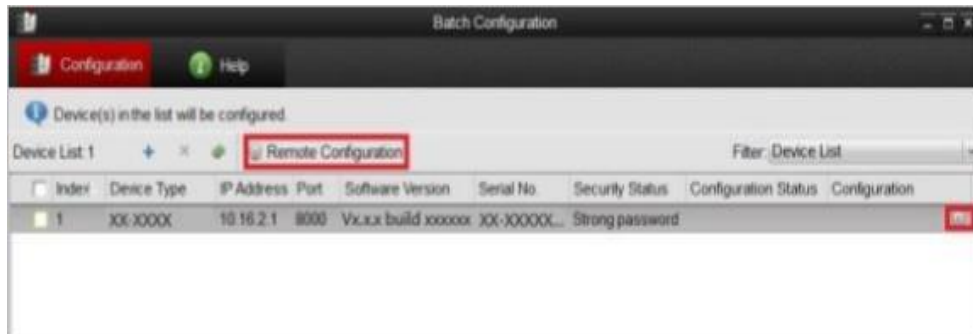 Batch Configuration
Configuration Help
Device(s) in the list will be configured.
Device List: 1 Remote Configuration Filter: Device List
Index Device Type IP Address Port Software Version Serial No. Security Status Configuration Status Configuration
1 XX-XXXX 10.16.2.1 8000 Vx.x.x build xxxxxx XX-XXXXX... Strong password